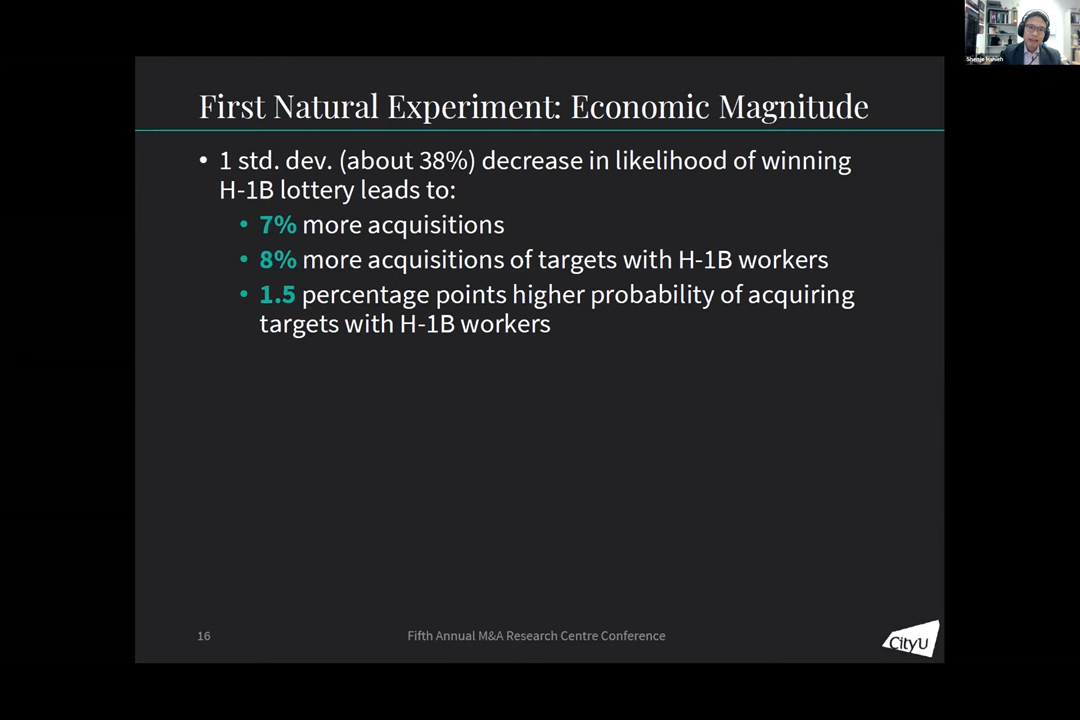 First Natural Experiment: Economic Magnitude
• 1 std. dev. (about 38%) decrease in likelihood of winning
H-1B lottery leads to:
• 7% more acquisitions
• 8% more acquisitions of targets with H-1B workers
• 1.5 percentage points higher probability of acquiring
targets with H-1B workers
16
Fifth Annual M&A Research Centre Conference
CityU